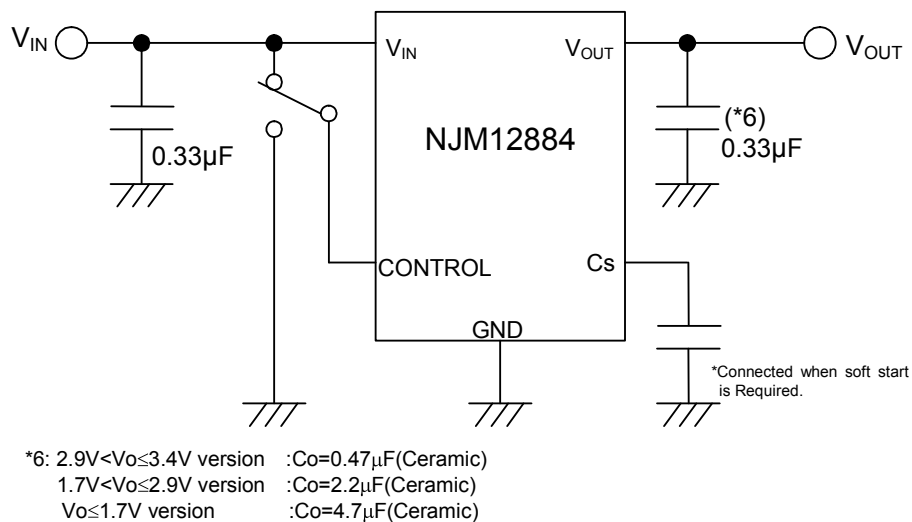 VIN
VIN
VOUT
VOUT
(*6)
0.33µF
0.33µF
NJM12884
CONTROL
Cs
GND
*Connected when soft start
is Required.
*6: 2.9V<Vo≤3.4V version :Co=0.47µF(Ceramic)
1.7V<Vo≤2.9V version :Co=2.2µF(Ceramic)
Vo≤1.7V version :Co=4.7µF(Ceramic)